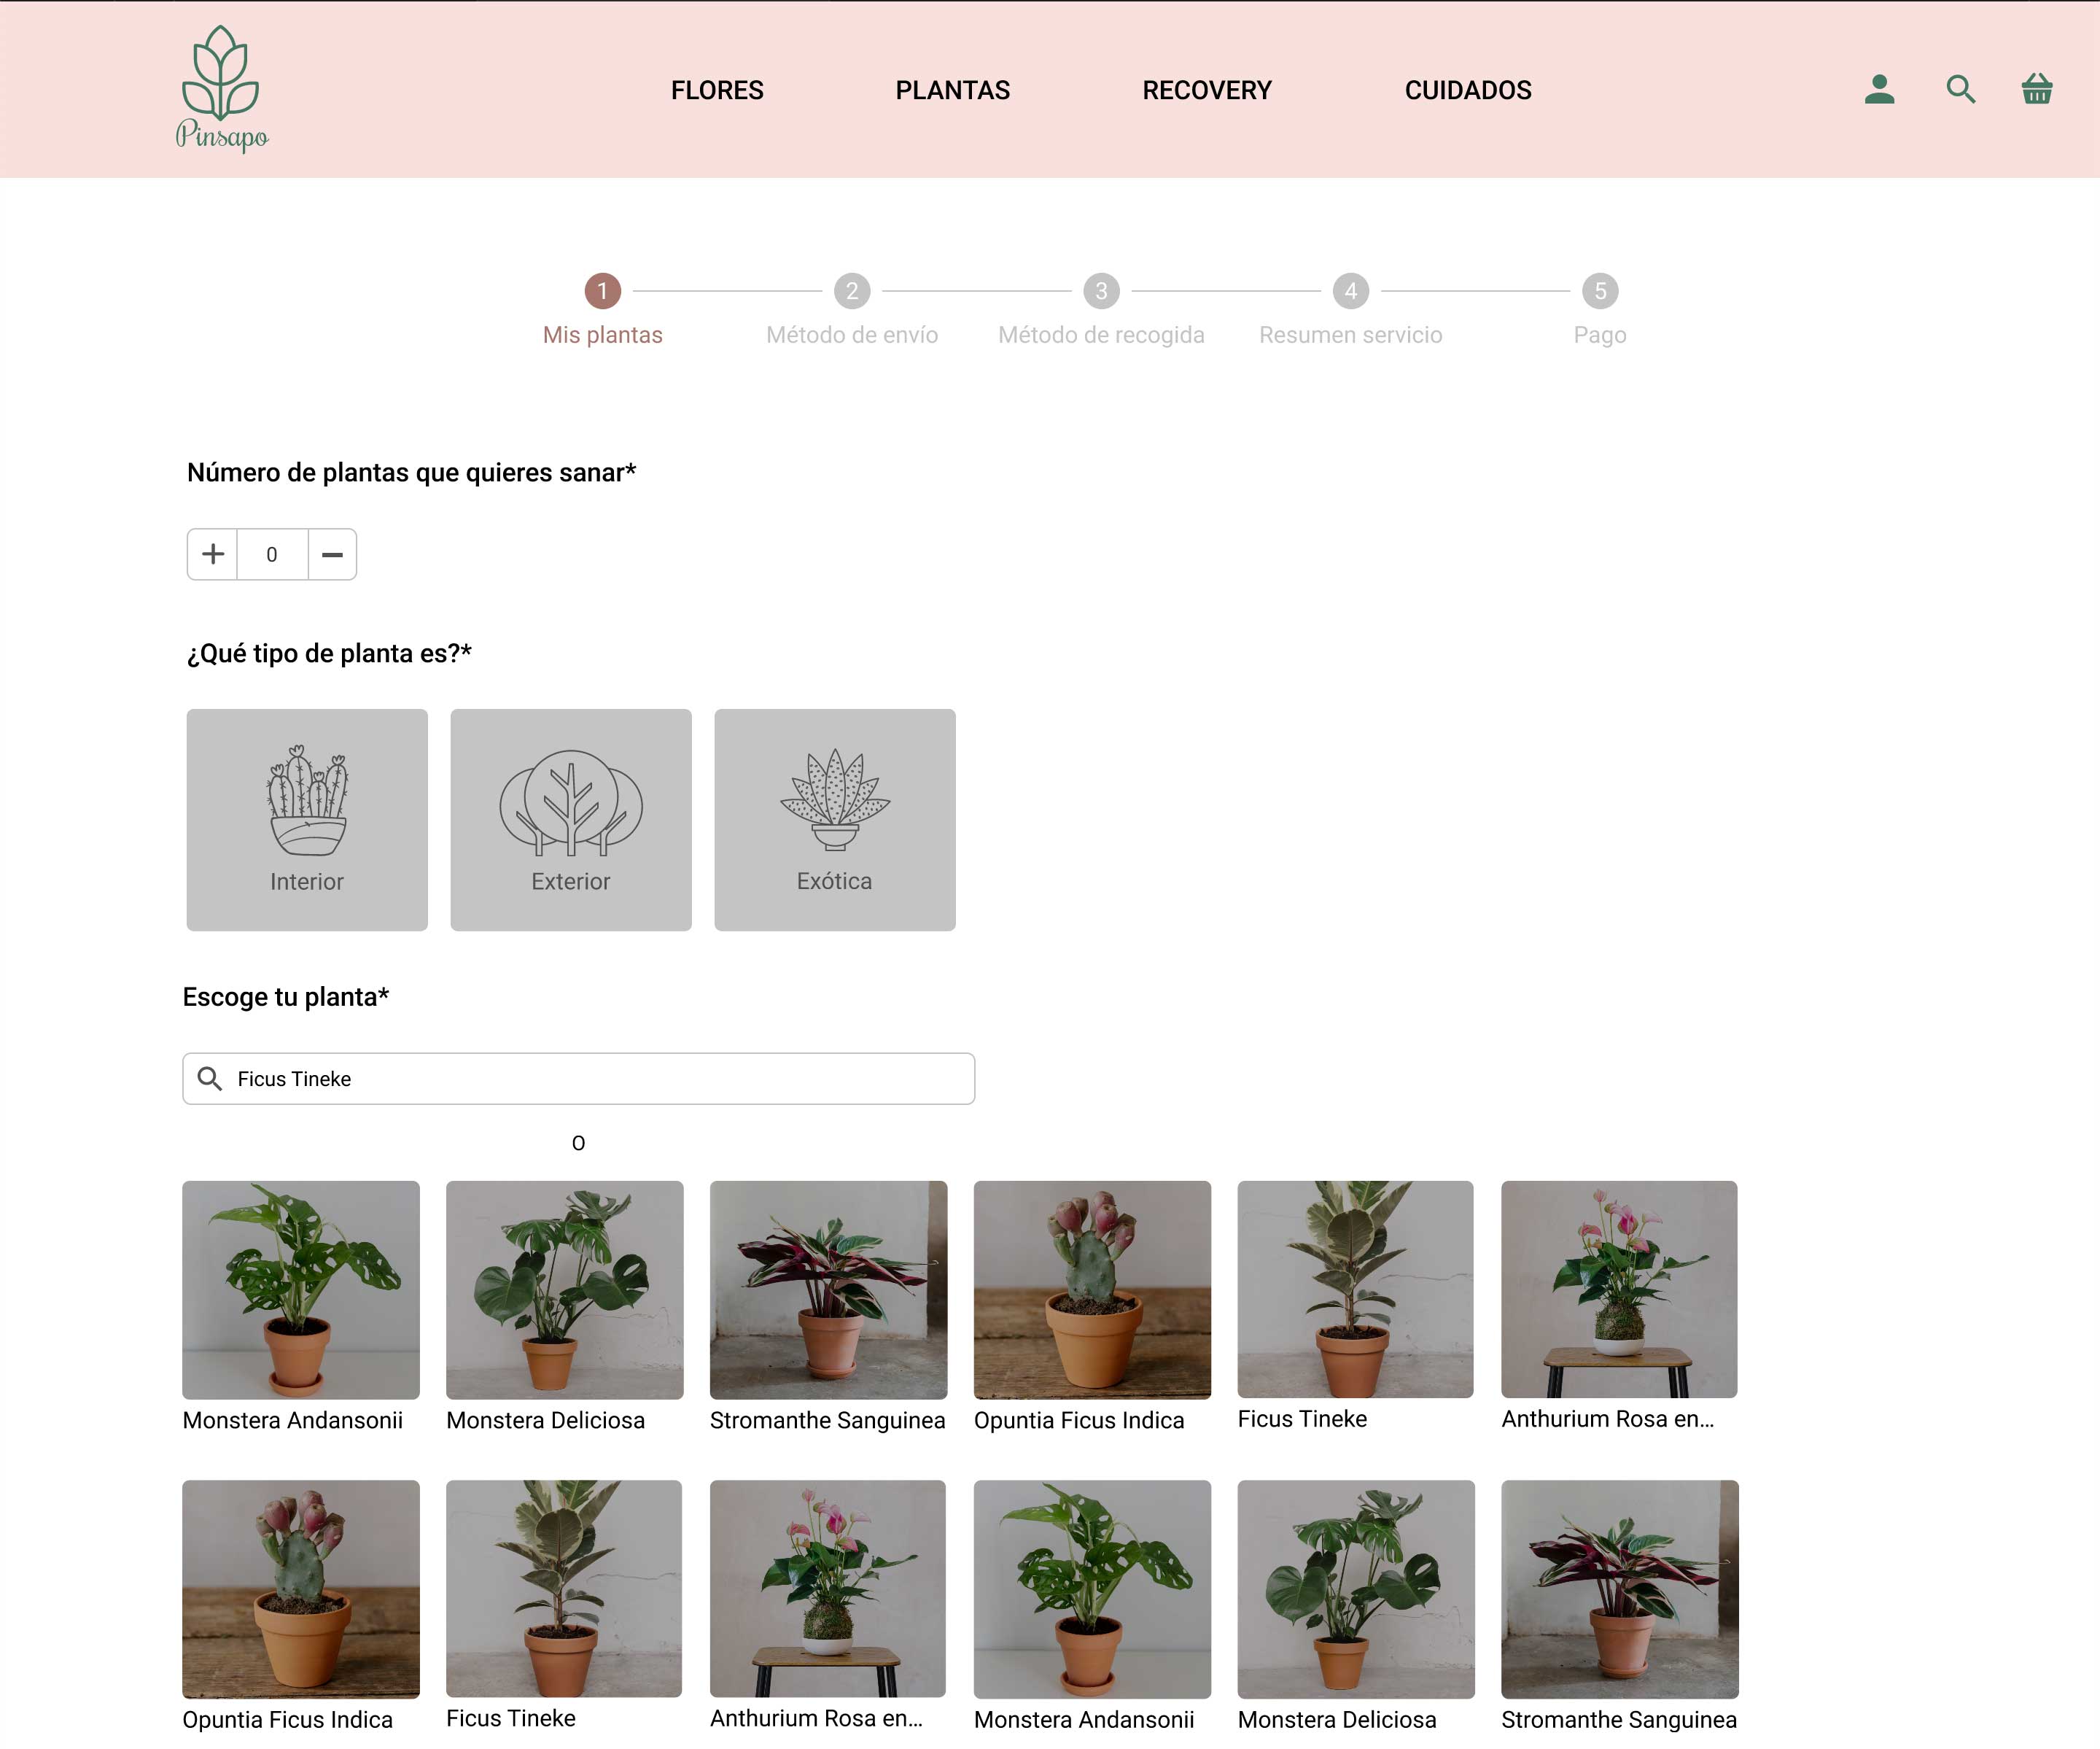 Pinsapo
FLORES PLANTAS RECOVERY CUIDADOS
1 2 3 4 5
Mis plantas Método de envío Método de recogida Resumen servicio Pago
Número de plantas que quieres sanar*
+ 0 −
¿Qué tipo de planta es?*
Interior Exterior Exótica
Escoge tu planta*
Ficus Tineke
O
Monstera Andansonii Monstera Deliciosa Stromanthe Sanguinea Opuntia Ficus Indica Ficus Tineke Anthurium Rosa en...
Opuntia Ficus Indica Ficus Tineke Anthurium Rosa en... Monstera Andansonii Monstera Deliciosa Stromanthe Sanguinea